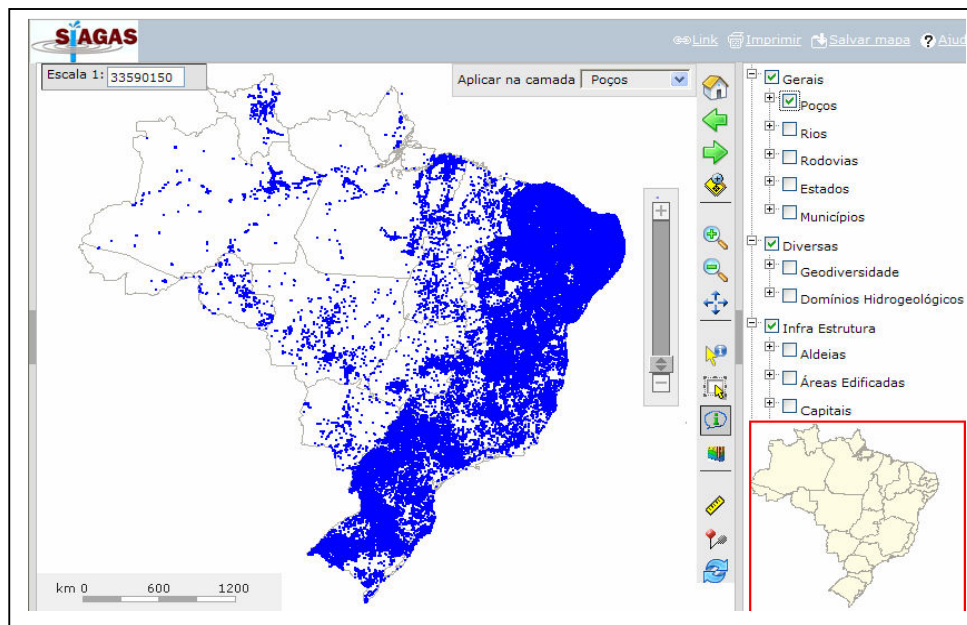 SIAGAS
Link Imprimir Salvar mapa ? Ajud
Escala 1: 33590150
Aplicar na camada Poços
Gerais
Poços
Rios
Rodovias
Estados
Municípios
Diversas
Geodiversidade
Domínios Hidrogeológicos
Infra Estrutura
Aldeias
Áreas Edificadas
Capitais
km 0 600 1200